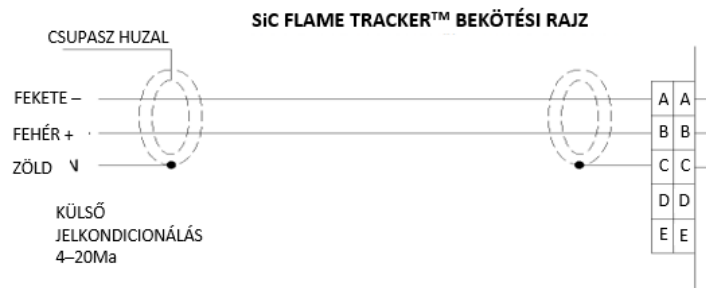 SiC FLAME TRACKER™ BEKÖTÉSI RAJZ
CSUPASZ HUZAL
FEKETE –
FEHÉR +
ZÖLD
A A
B B
C C
D D
E E
KÜLSŐ
JELKONDICIONÁLÁS
4–20Ma